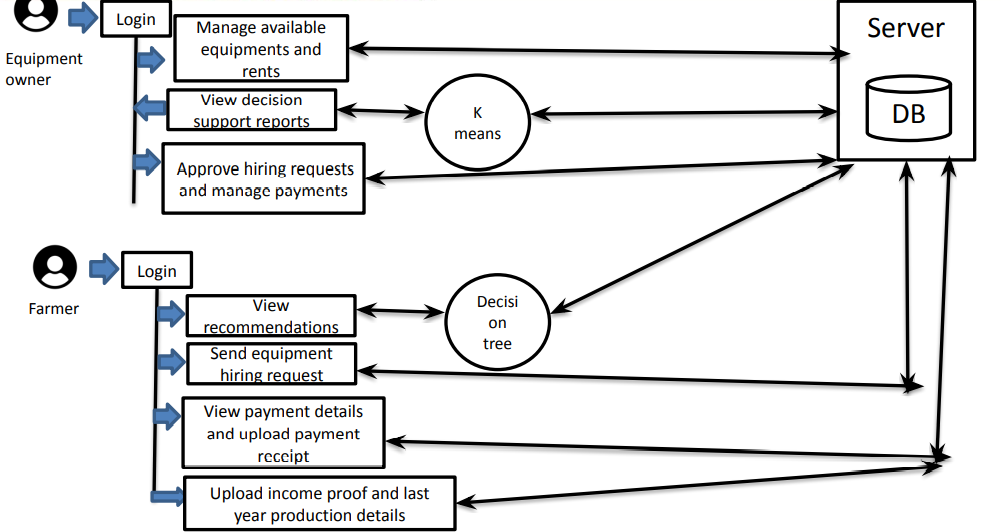 Equipment
owner
Login
Manage available
equipments and
rents
View decision
support reports
K
means
Approve hiring requests
and manage payments
Server
DB
Farmer
Login
View
recommendations
Decisi
on
tree
Send equipment
hiring request
View payment details
and upload payment
receipt
Upload income proof and last
year production details